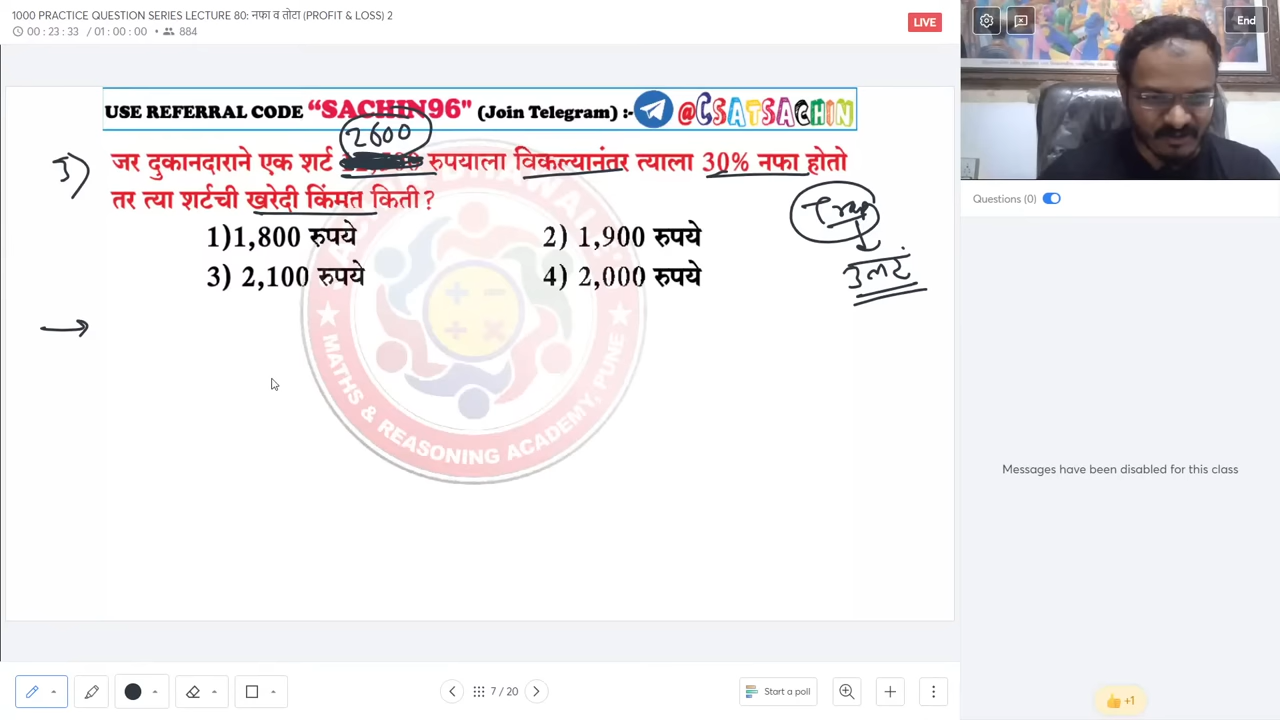 1000 PRACTICE QUESTION SERIES LECTURE 80: नफा व तोटा (PROFIT & LOSS) 2
00 : 23 : 33 / 01 : 00 : 00 • 884
LIVE
End
USE REFERRAL CODE “SACHIN96” (Join Telegram) :- @CSATSACHIN
2600
3) जर दुकानदाराने एक शर्ट रुपयाला विकल्यानंतर त्याला 30% नफा होतो
तर त्या शर्टची खरेदी किंमत किती?
Trap
उलटं
1)1,800 रुपये 2) 1,900 रुपये
3) 2,100 रुपये 4) 2,000 रुपये
MATHS & REASONING ACADEMY, PUNE
Questions (0)
Messages have been disabled for this class
7 / 20
Start a poll
+1